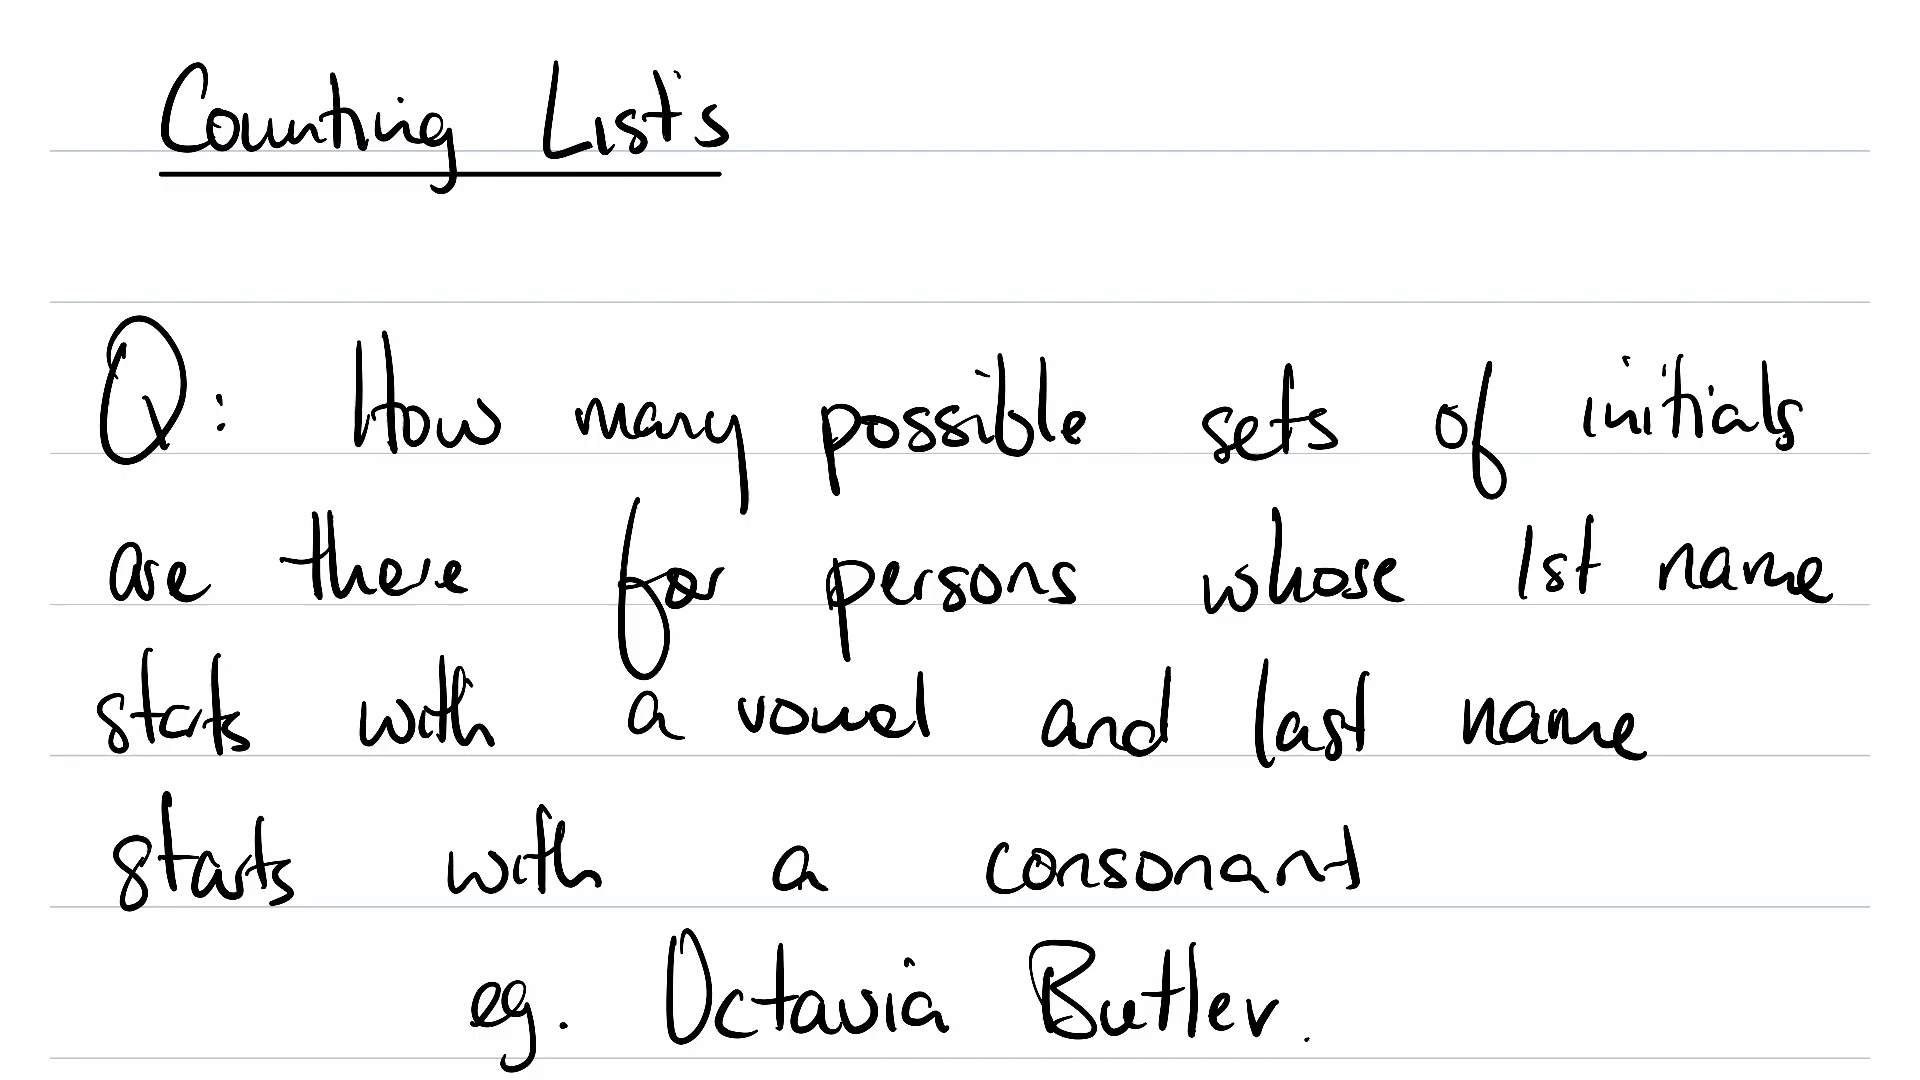 Counting Lists
Q: How many possible sets of initials
are there for persons whose 1st name
starts with a vowel and last name
starts with a consonant
eg. Octavia Butler.